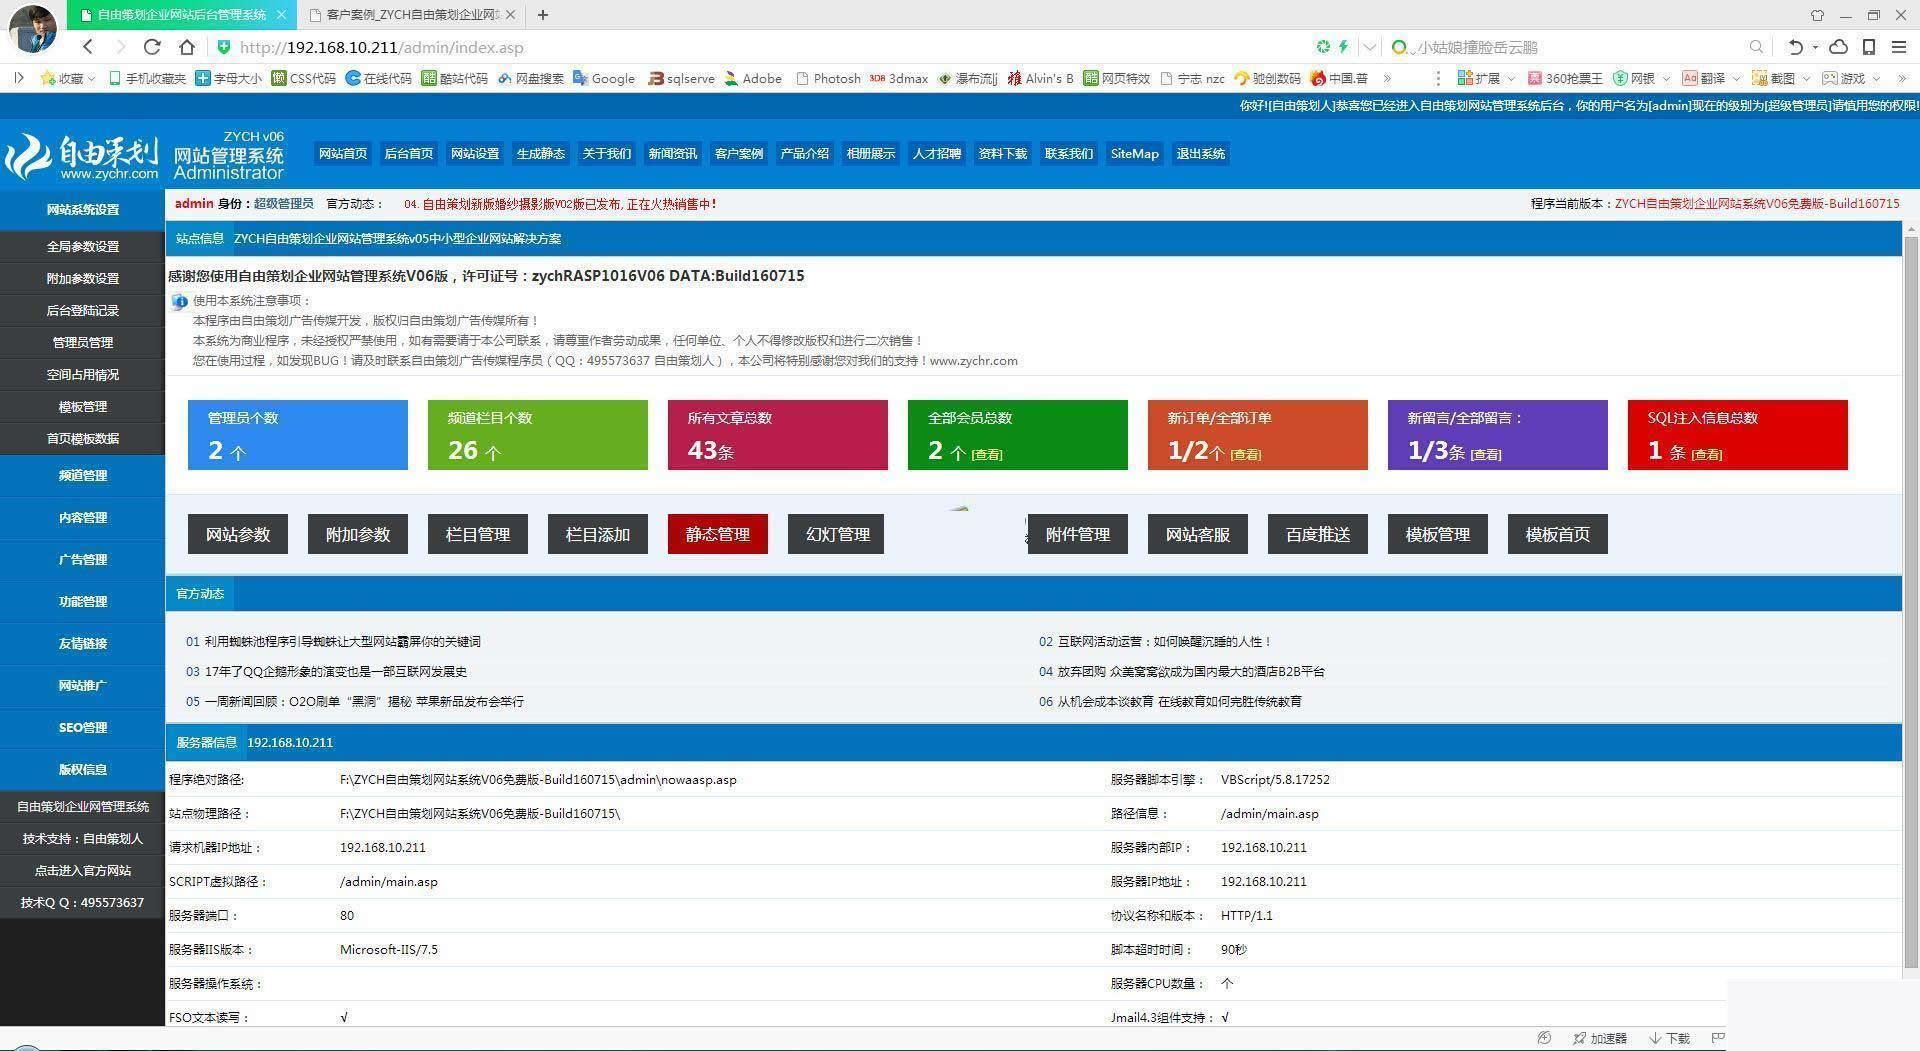 自由策划企业网站后台管理系统
客户案例_ZYCH自由策划企业网
http://192.168.10.211/admin/index.asp
小姑娘撞脸岳云鹏
收藏 手机收藏夹 字母大小 CSS代码 在线代码 酷站代码 网盘搜索 Google sqlserve Adobe Photosh 3dmax 瀑布流jj Alvin's B 网页特效 宁志 nzc 驰创数码 中国.普 » 扩展 360抢票王 网银 翻译 截图 游戏 »
你好![自由策划人]恭喜您已经进入自由策划网站管理系统后台，你的用户名为[admin]现在的级别为[超级管理员]请慎用您的权限!
自由策划
www.zychr.com
ZYCH v06
网站管理系统
Administrator
网站首页 后台首页 网站设置 生成静态 关于我们 新闻资讯 客户案例 产品介绍 相册展示 人才招聘 资料下载 联系我们 SiteMap 退出系统
网站系统设置
全局参数设置
附加参数设置
后台登陆记录
管理员管理
空间占用情况
模板管理
首页模板数据
频道管理
内容管理
广告管理
功能管理
友情链接
网站推广
SEO管理
版权信息
自由策划企业网管理系统
技术支持：自由策划人
点击进入官方网站
技术Q Q：495573637
admin 身份：超级管理员 官方动态： 04. 自由策划新版婚纱摄影版V02版已发布,正在火热销售中!
程序当前版本：ZYCH自由策划企业网站系统V06免费版-Build160715
站点信息 ZYCH自由策划企业网站管理系统v05中小型企业网站解决方案
感谢您使用自由策划企业网站管理系统V06版，许可证号：zychRASP1016V06 DATA:Build160715
使用本系统注意事项：
本程序由自由策划广告传媒开发，版权归自由策划广告传媒所有！
本系统为商业程序，未经授权严禁使用，如有需要请于本公司联系，请尊重作者劳动成果，任何单位、个人不得修改版权和进行二次销售！
您在使用过程，如发现BUG！请及时联系自由策划广告传媒程序员（QQ：495573637 自由策划人），本公司将特别感谢您对我们的支持！www.zychr.com
管理员个数
2 个
频道栏目个数
26 个
所有文章总数
43条
全部会员总数
2 个 [查看]
新订单/全部订单
1/2个 [查看]
新留言/全部留言：
1/3条 [查看]
SQL注入信息总数
1 条 [查看]
网站参数 附加参数 栏目管理 栏目添加 静态管理 幻灯管理 附件管理 网站客服 百度推送 模板管理 模板首页
官方动态
01 利用蜘蛛池程序引导蜘蛛让大型网站霸屏你的关键词
02 互联网活动运营：如何唤醒沉睡的人性！
03 17年了QQ企鹅形象的演变也是一部互联网发展史
04 放弃团购 众美窝窝欲成为国内最大的酒店B2B平台
05 一周新闻回顾：O2O刷单“黑洞”揭秘 苹果新品发布会举行
06 从机会成本谈教育 在线教育如何完胜传统教育
服务器信息 192.168.10.211
程序绝对路径: F:\ZYCH自由策划网站系统V06免费版-Build160715\admin\nowaasp.asp
服务器脚本引擎： VBScript/5.8.17252
站点物理路径： F:\ZYCH自由策划网站系统V06免费版-Build160715\
路径信息： /admin/main.asp
请求机器IP地址： 192.168.10.211
服务器内部IP： 192.168.10.211
SCRIPT虚拟路径： /admin/main.asp
服务器IP地址： 192.168.10.211
服务器端口： 80
协议名称和版本： HTTP/1.1
服务器IIS版本： Microsoft-IIS/7.5
脚本超时时间： 90秒
服务器操作系统：
服务器CPU数量： 个
FSO文本读写： √
Jmail4.3组件支持： √
加速器 下载